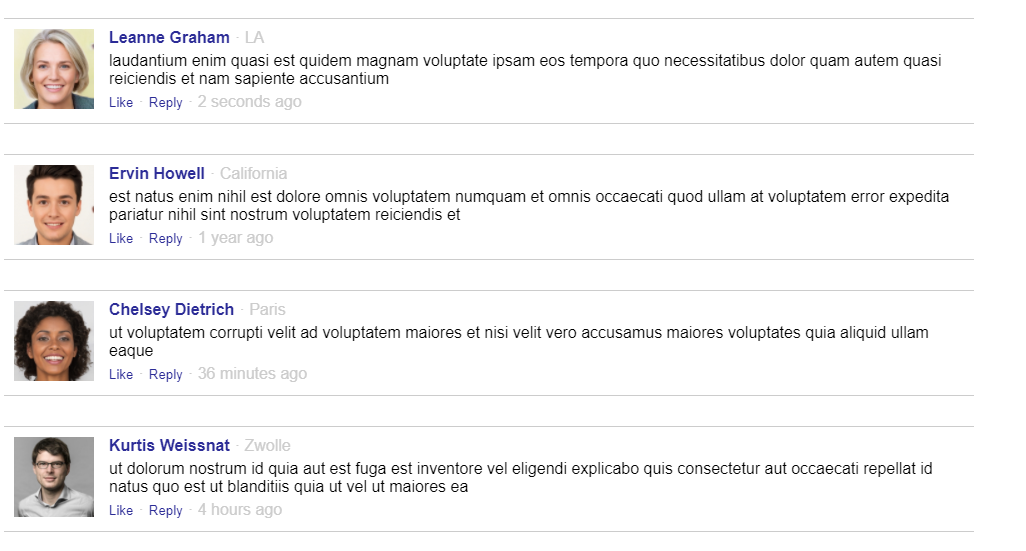 Leanne Graham · LA
laudantium enim quasi est quidem magnam voluptate ipsam eos tempora quo necessitatibus dolor quam autem quasi
reiciendis et nam sapiente accusantium
Like · Reply · 2 seconds ago
Ervin Howell · California
est natus enim nihil est dolore omnis voluptatem numquam et omnis occaecati quod ullam at voluptatem error expedita
pariatur nihil sint nostrum voluptatem reiciendis et
Like · Reply · 1 year ago
Chelsey Dietrich · Paris
ut voluptatem corrupti velit ad voluptatem maiores et nisi velit vero accusamus maiores voluptates quia aliquid ullam
eaque
Like · Reply · 36 minutes ago
Kurtis Weissnat · Zwolle
ut dolorum nostrum id quia aut est fuga est inventore vel eligendi explicabo quis consectetur aut occaecati repellat id
natus quo est ut blanditiis quia ut vel ut maiores ea
Like · Reply · 4 hours ago